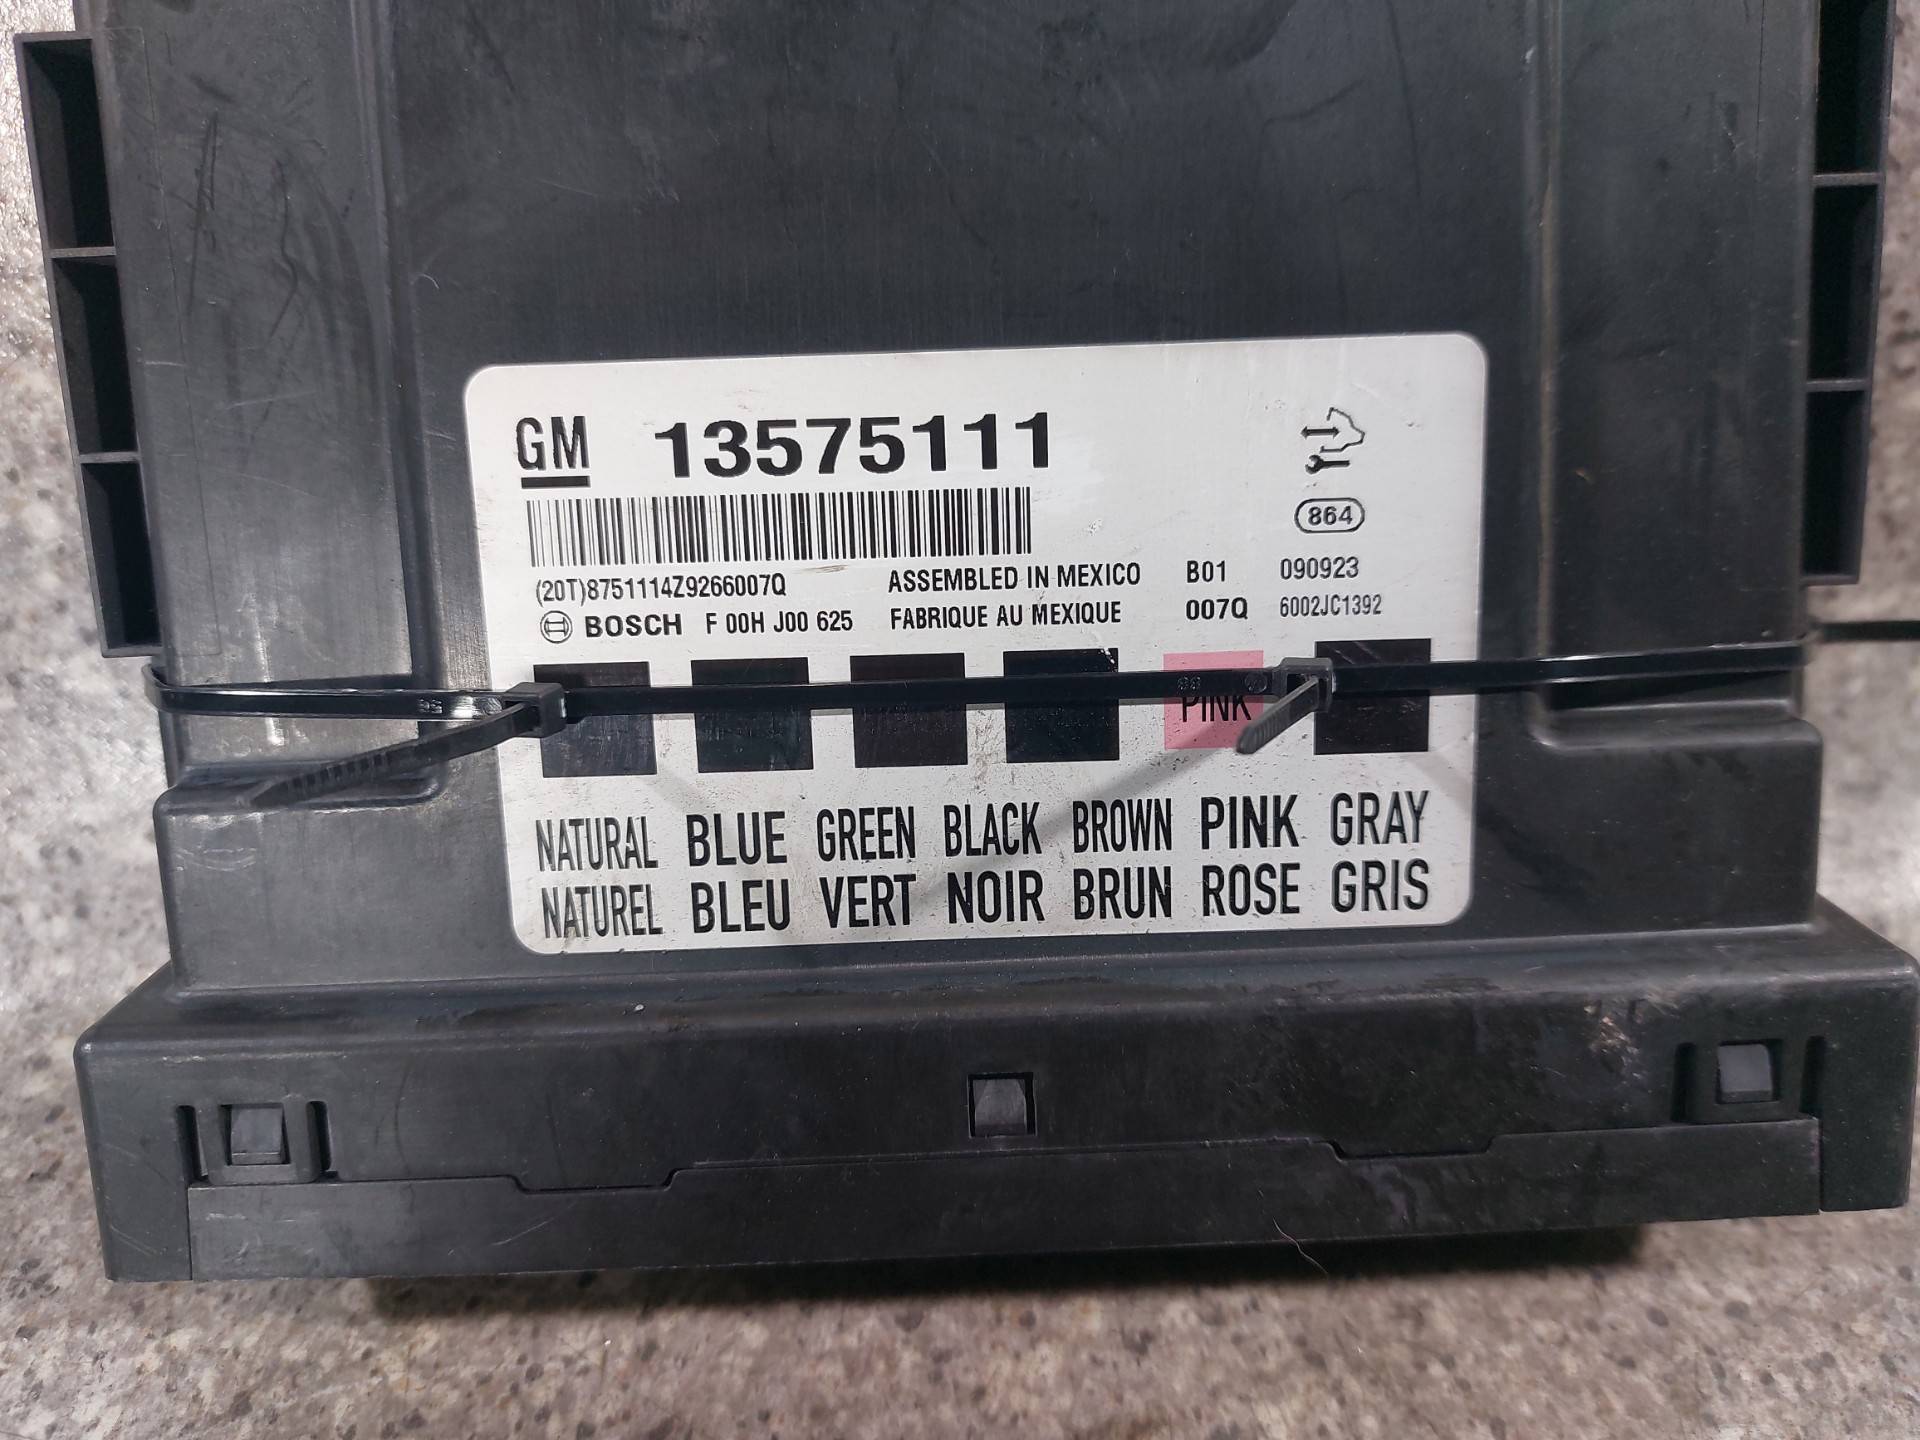 GM 13575111
864
(20T)8751114Z9266007Q ASSEMBLED IN MEXICO B01 090923
BOSCH F 00H J00 625 FABRIQUE AU MEXIQUE 007Q 6002JC1392
PINK
NATURAL BLUE GREEN BLACK BROWN PINK GRAY
NATUREL BLEU VERT NOIR BRUN ROSE GRIS